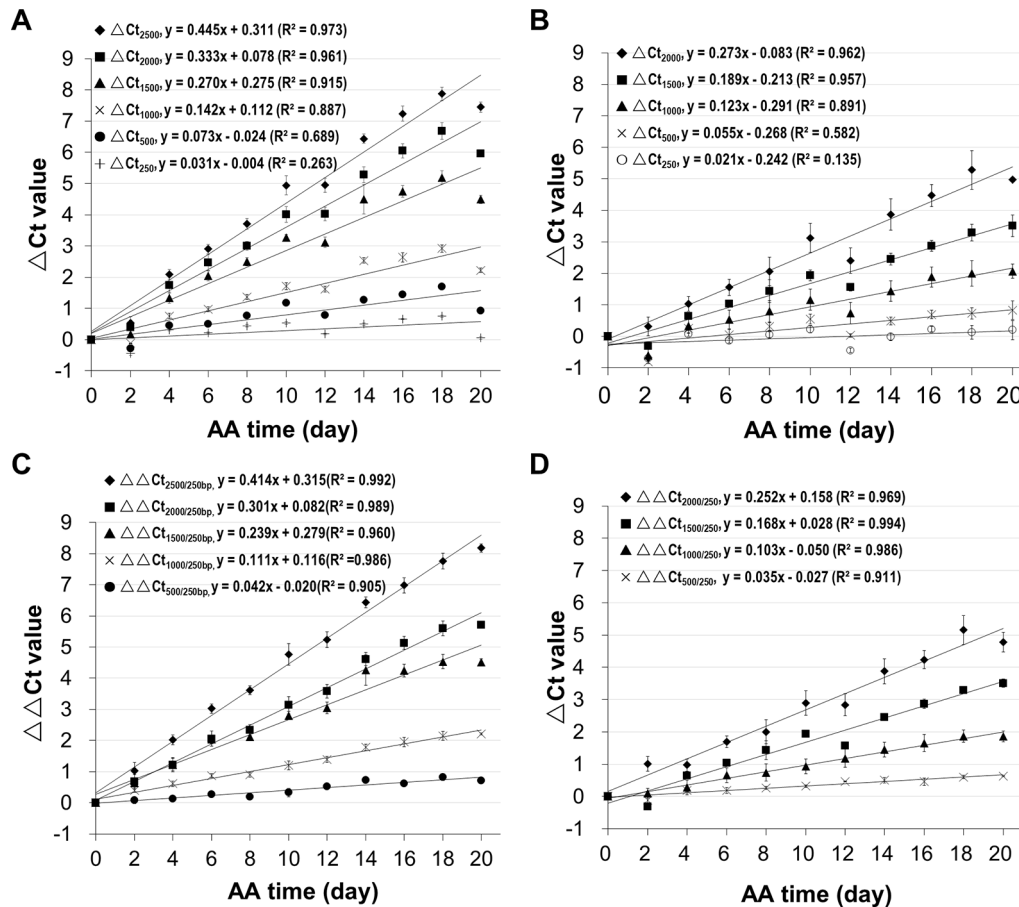 A
△Ct2500, y = 0.445x + 0.311 (R² = 0.973)
△Ct2000, y = 0.333x + 0.078 (R² = 0.961)
△Ct1500, y = 0.270x + 0.275 (R² = 0.915)
△Ct1000, y = 0.142x + 0.112 (R² = 0.887)
△Ct500, y = 0.073x - 0.024 (R² = 0.689)
△Ct250, y = 0.031x - 0.004 (R² = 0.263)
9
8
7
6
5
4
3
2
1
0
-1
△Ct value
0 2 4 6 8 10 12 14 16 18 20
AA time (day)
B
△Ct2000, y = 0.273x - 0.083 (R² = 0.962)
△Ct1500, y = 0.189x - 0.213 (R² = 0.957)
△Ct1000, y = 0.123x - 0.291 (R² = 0.891)
△Ct500, y = 0.055x - 0.268 (R² = 0.582)
△Ct250, y = 0.021x - 0.242 (R² = 0.135)
9
8
7
6
5
4
3
2
1
0
-1
△Ct value
0 2 4 6 8 10 12 14 16 18 20
AA time (day)
C
△△Ct2500/250bp, y = 0.414x + 0.315(R² = 0.992)
△△Ct2000/250bp, y = 0.301x + 0.082(R² = 0.989)
△△Ct1500/250bp, y = 0.239x + 0.279(R² = 0.960)
△△Ct1000/250bp, y = 0.111x + 0.116(R² =0.986)
△△Ct500/250bp, y = 0.042x - 0.020(R² = 0.905)
9
8
7
6
5
4
3
2
1
0
-1
△△Ct value
0 2 4 6 8 10 12 14 16 18 20
AA time (day)
D
△△Ct2000/250, y = 0.252x + 0.158 (R² = 0.969)
△△Ct1500/250, y = 0.168x + 0.028 (R² = 0.994)
△△Ct1000/250, y = 0.103x - 0.050 (R² = 0.986)
△△Ct500/250, y = 0.035x - 0.027 (R² = 0.911)
9
8
7
6
5
4
3
2
1
0
-1
△Ct value
0 2 4 6 8 10 12 14 16 18 20
AA time (day)